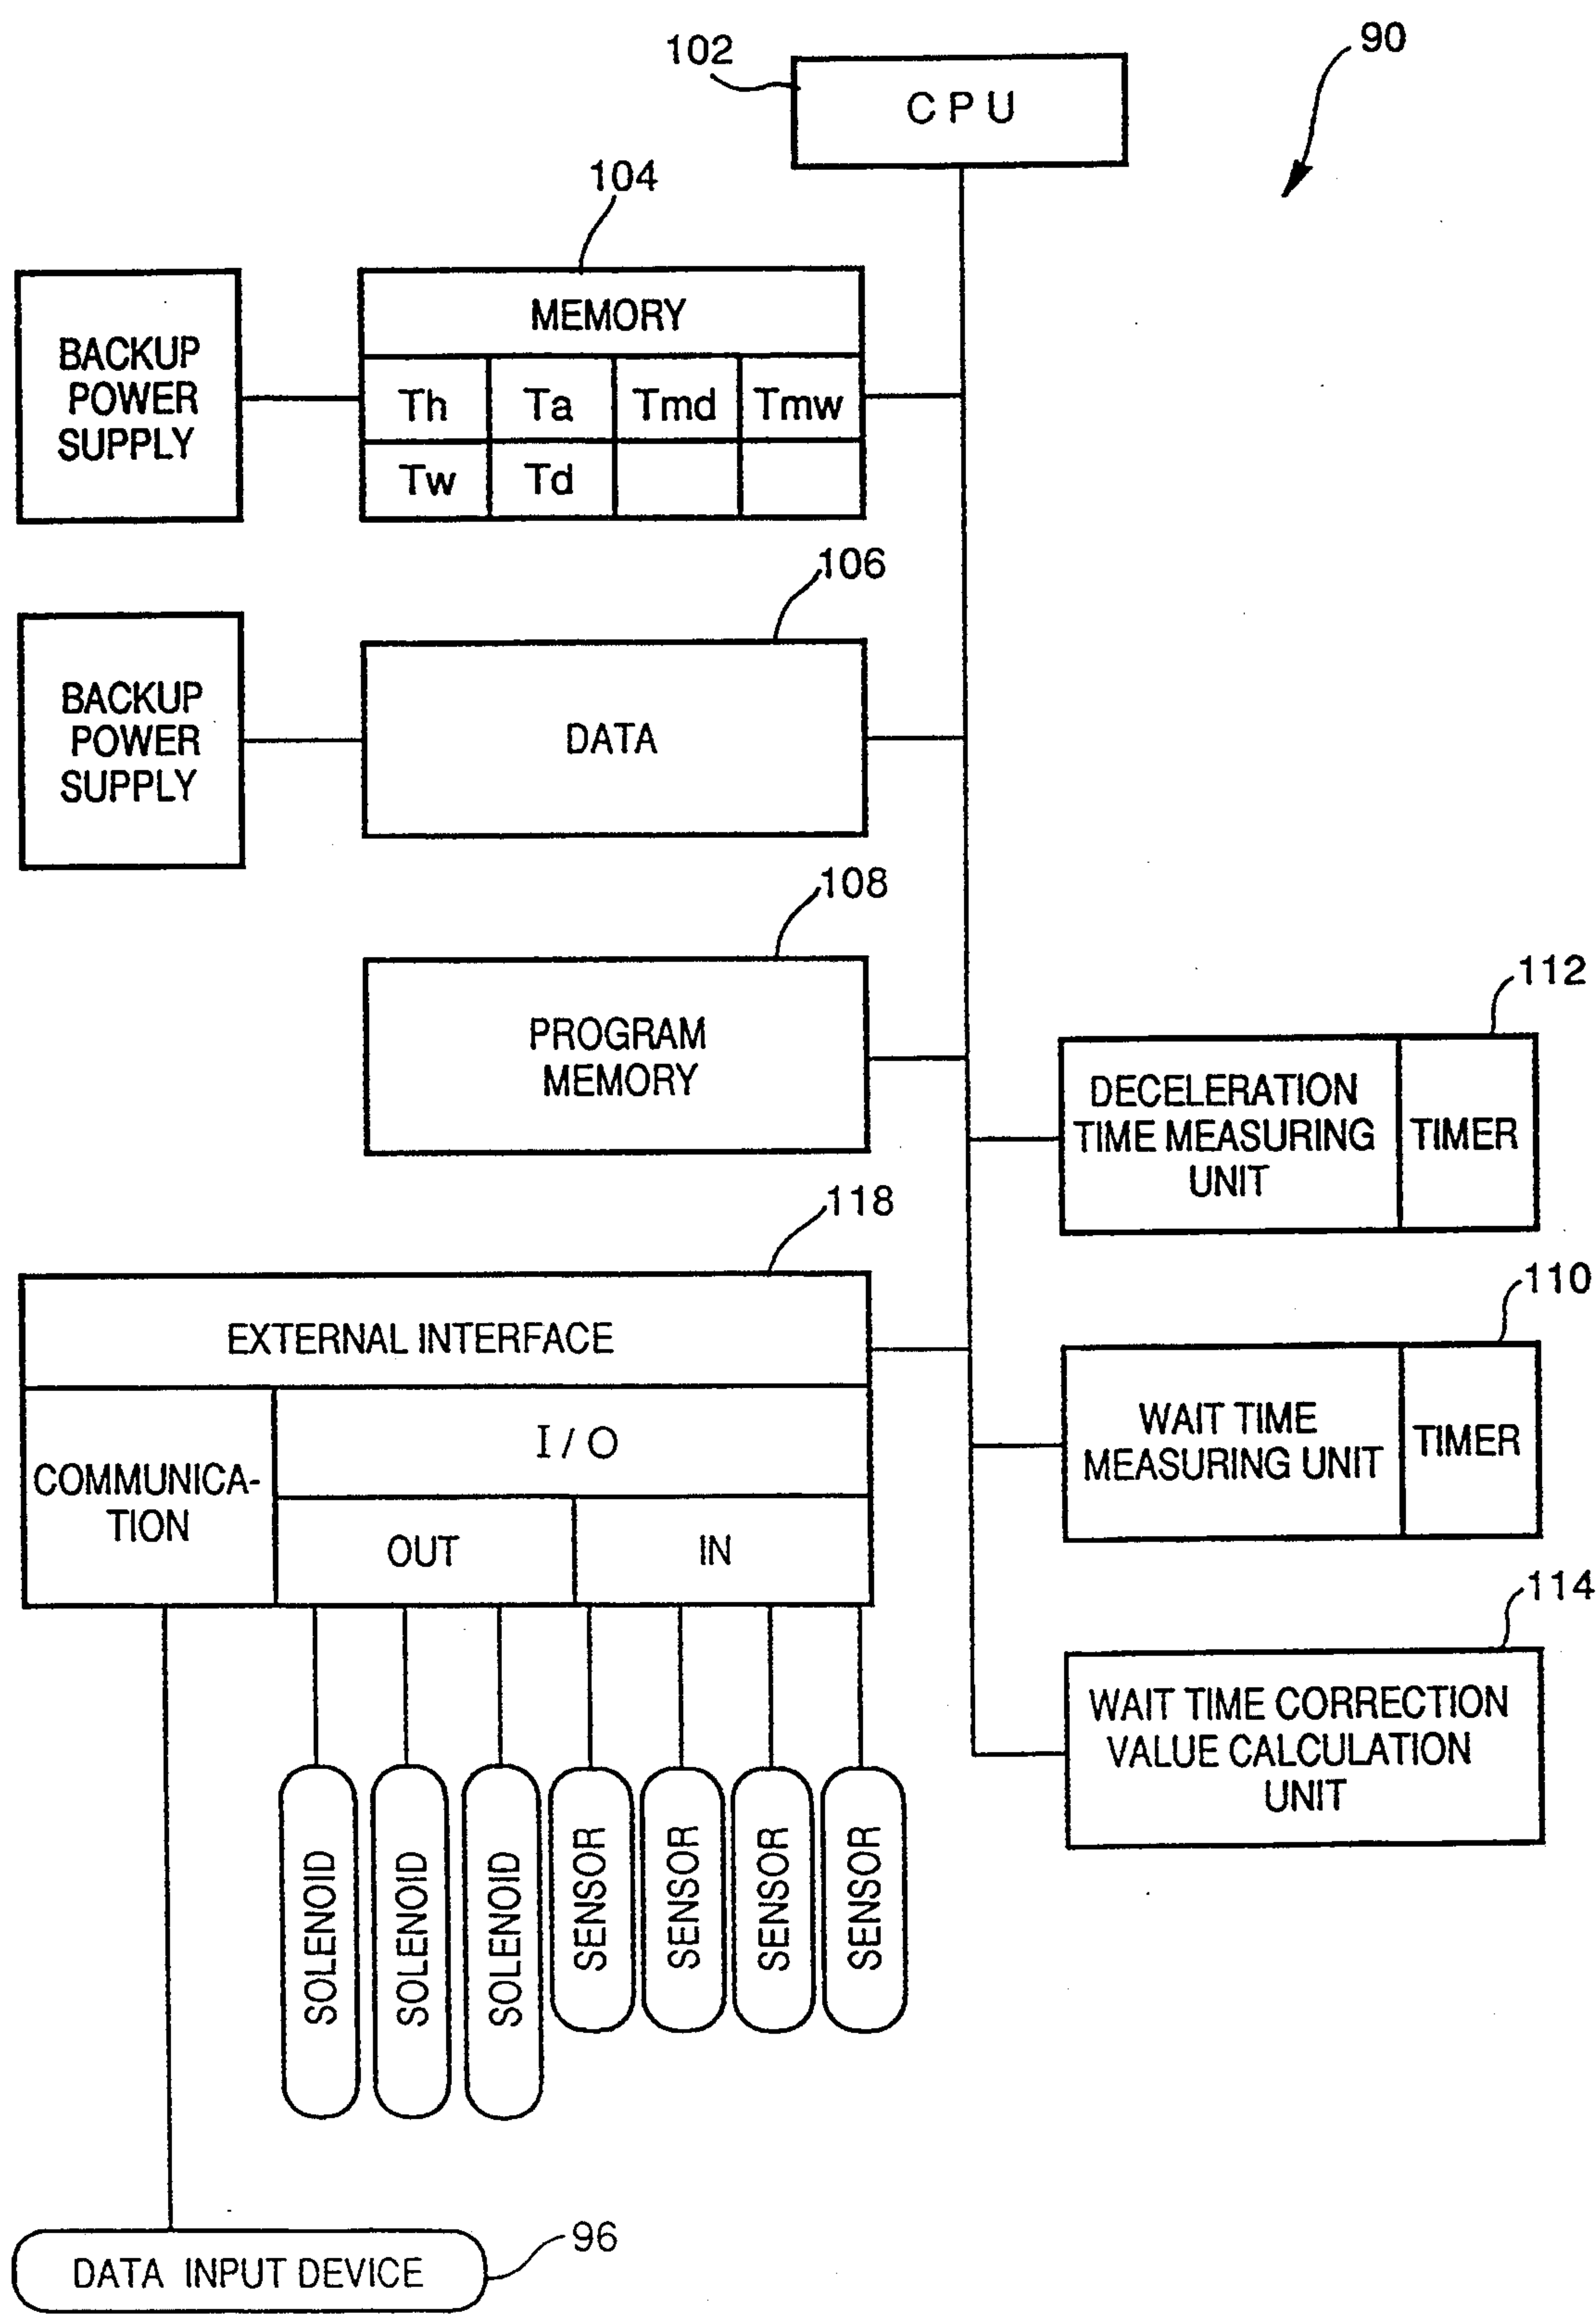 90
102
CPU
104
BACKUP
POWER
SUPPLY
MEMORY
Th Ta Tmd Tmw
Tw Td
106
BACKUP
POWER
SUPPLY
DATA
108
PROGRAM
MEMORY
112
DECELERATION
TIME MEASURING
UNIT
TIMER
118
EXTERNAL INTERFACE
COMMUNICA-
TION
I/O
OUT
IN
110
WAIT TIME
MEASURING UNIT
TIMER
114
WAIT TIME CORRECTION
VALUE CALCULATION
UNIT
SOLENOID
SOLENOID
SOLENOID
SENSOR
SENSOR
SENSOR
SENSOR
96
DATA INPUT DEVICE